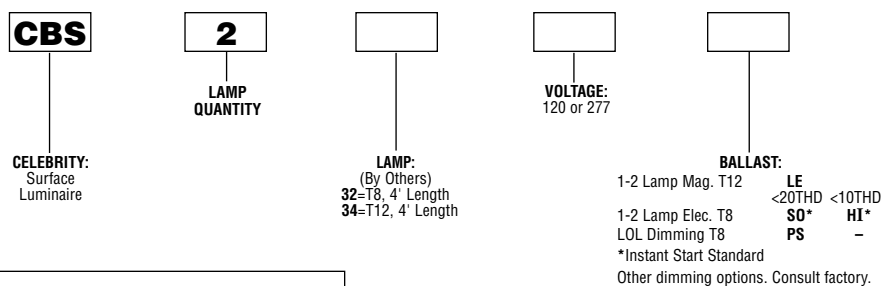 CBS
2
LAMP
QUANTITY
VOLTAGE:
120 or 277
CELEBRITY:
Surface
Luminaire
LAMP:
(By Others)
32=T8, 4' Length
34=T12, 4' Length
BALLAST:
1-2 Lamp Mag. T12 LE
<20THD <10THD
1-2 Lamp Elec. T8 SO* HI*
LOL Dimming T8 PS –
*Instant Start Standard
Other dimming options. Consult factory.